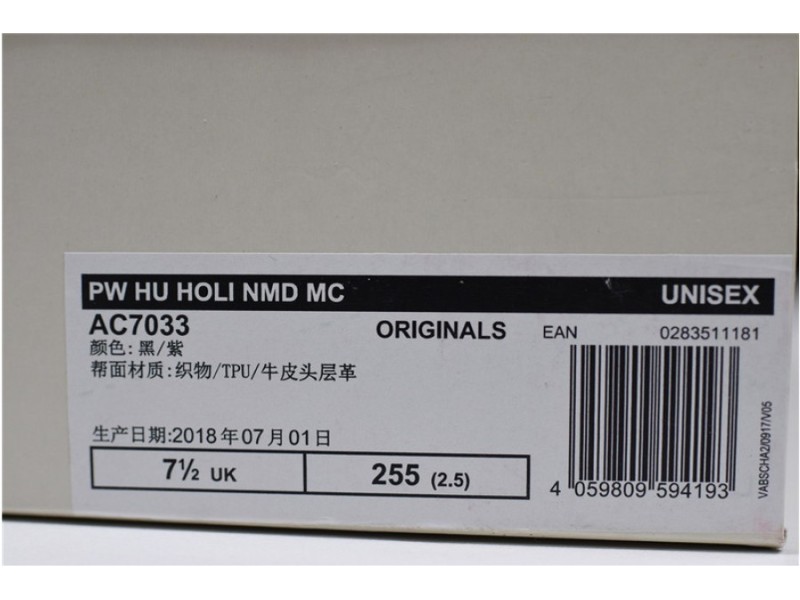 PW HU HOLI NMD MC UNISEX
AC7033 ORIGINALS EAN 0283511181
颜色:黑/紫
帮面材质:织物/TPU/牛皮头层革
生产日期:2018年07月01日
7½ UK 255 (2.5)
4 059809 594193
VABSCHA2/0917/V05